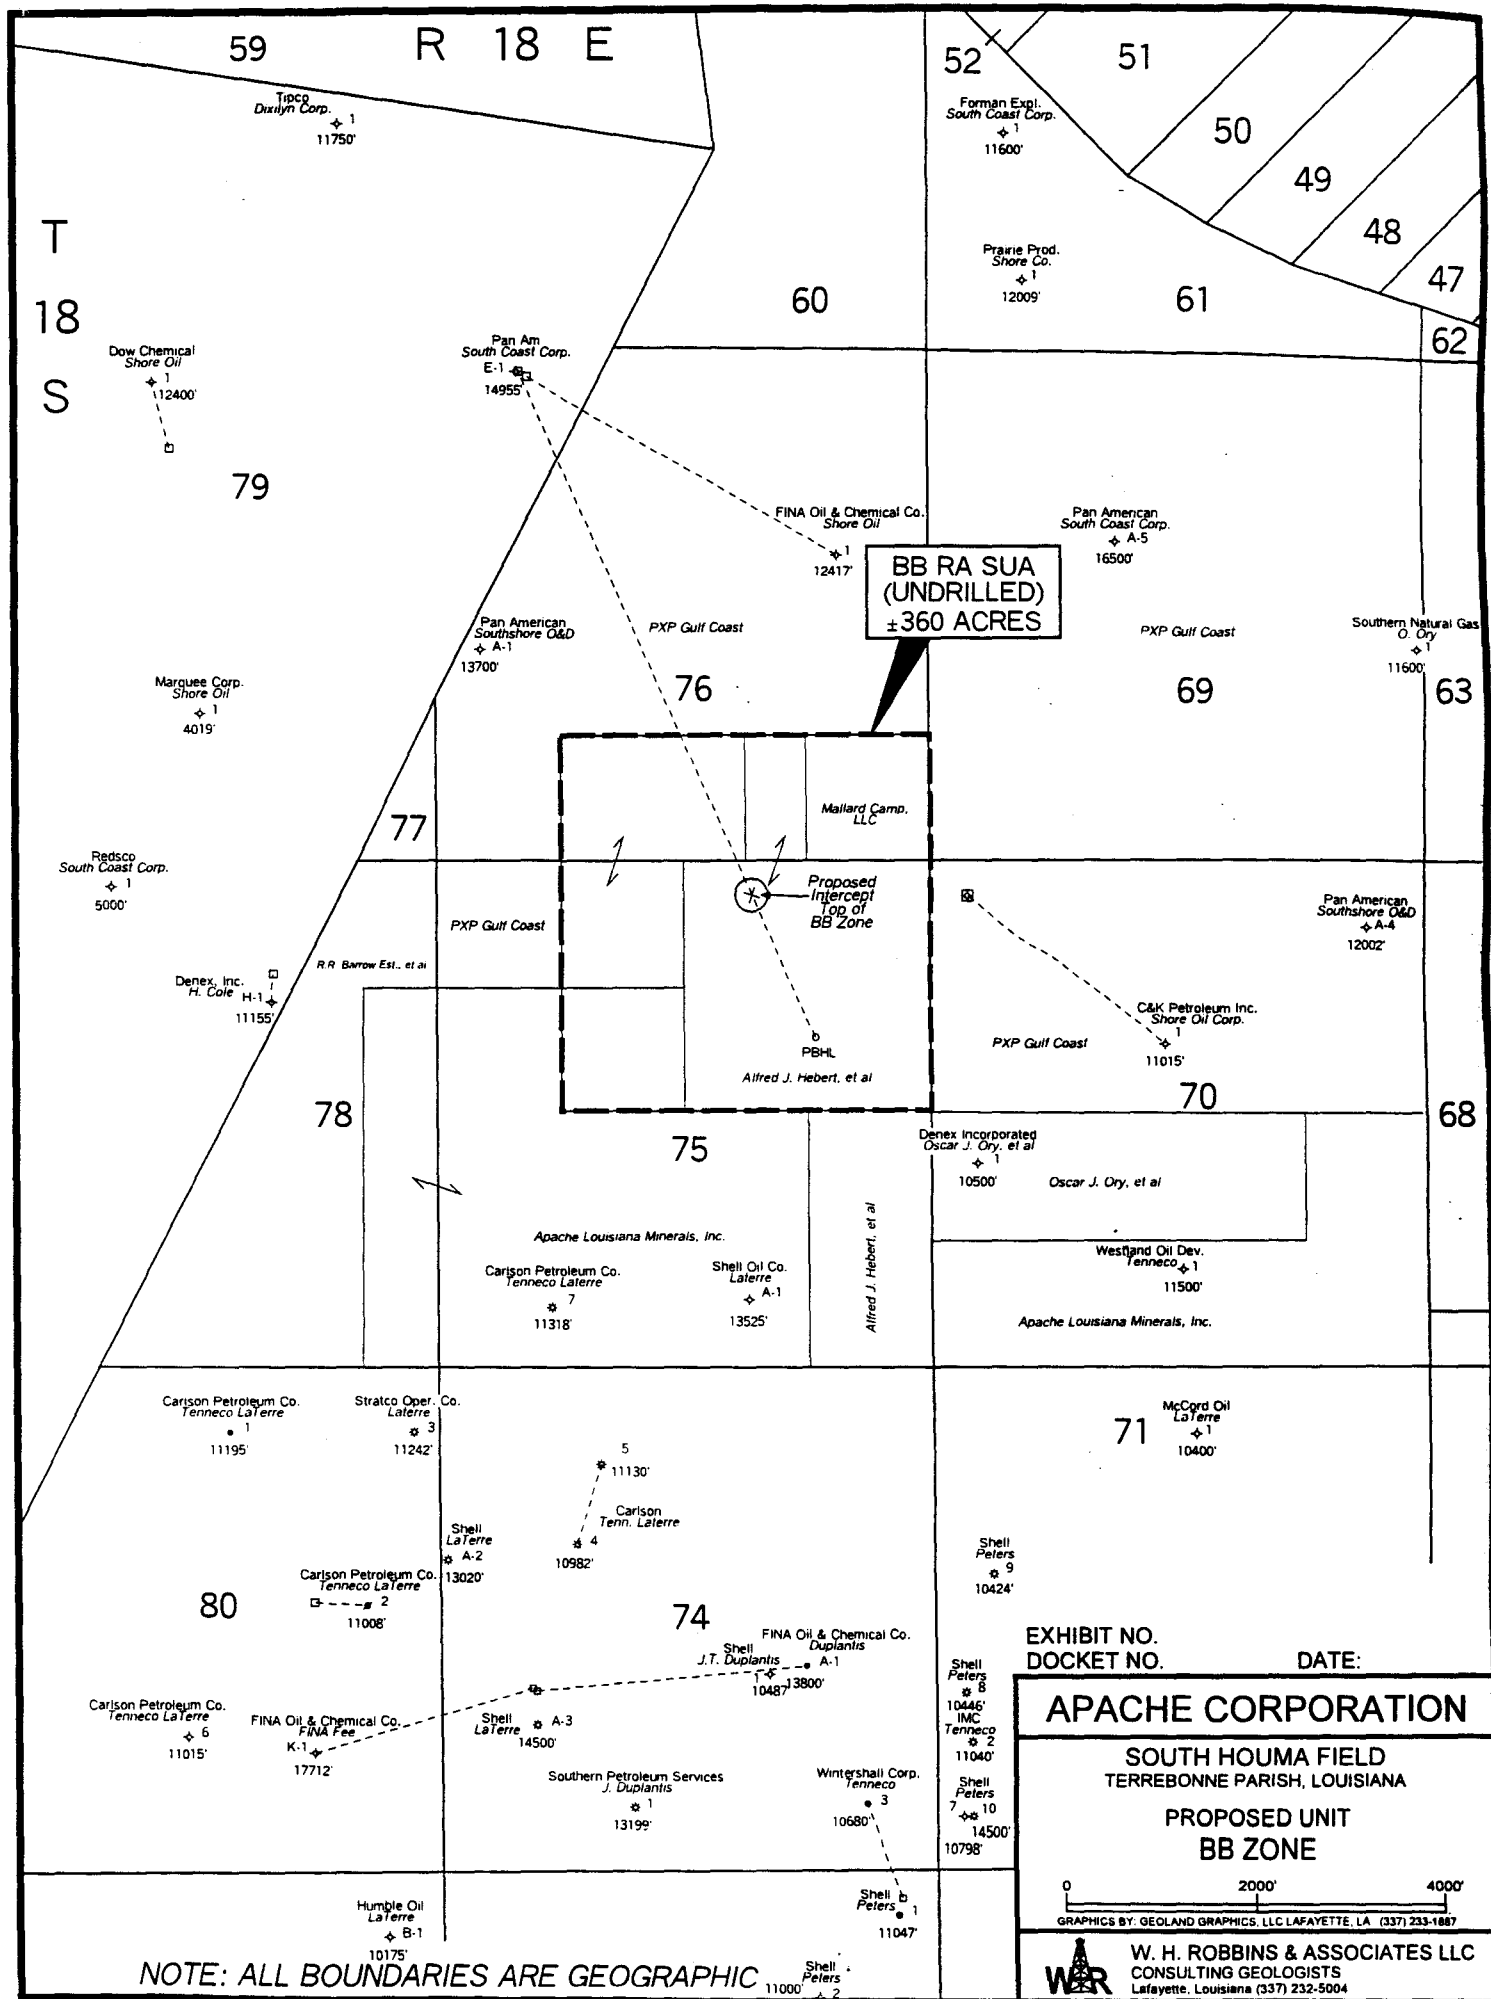 59
R 18 E
52
51
50
49
48
47
62
61
60
T
18
S
Tipco
Dixilyn Corp.
1
11750'
Forman Expl.
South Coast Corp.
1
11600'
Prairie Prod.
Shore Co.
1
12009'
Dow Chemical
Shore Oil
1
12400'
Pan Am
South Coast Corp.
E-1
14955'
79
FINA Oil & Chemical Co.
Shore Oil
1
12417'
Pan American
South Coast Corp.
A-5
16500'
BB RA SUA
(UNDRILLED)
±360 ACRES
Pan American
Southshore O&D
A-1
13700'
PXP Gulf Coast
PXP Gulf Coast
Southern Natural Gas
O. Ory
1
11600'
Marquee Corp.
Shore Oil
1
4019'
76
69
63
77
Mallard Camp,
LLC
Redsco
South Coast Corp.
1
5000'
Proposed
Intercept
Top of
BB Zone
Pan American
Southshore O&D
A-4
12002'
PXP Gulf Coast
R.R. Barrow Est., et al
Denex, Inc.
H. Cole
H-1
11155'
C&K Petroleum Inc.
Shore Oil Corp.
1
11015'
PXP Gulf Coast
PBHL
Alfred J. Hebert, et al
70
78
68
75
Denex Incorporated
Oscar J. Ory, et al
1
10500'
Oscar J. Ory, et al
Apache Louisiana Minerals, Inc.
Alfred J. Hebert, et al
Westland Oil Dev.
Tenneco
1
11500'
Carlson Petroleum Co.
Tenneco Laterre
7
11318'
Shell Oil Co.
Laterre
A-1
13525'
Apache Louisiana Minerals, Inc.
Carlson Petroleum Co.
Tenneco LaTerre
1
11195'
Stratco Oper. Co.
Laterre
3
11242'
71
McCord Oil
LaTerre
1
10400'
5
11130'
Carlson
Tenn. Laterre
4
10982'
Shell
LaTerre
A-2
13020'
Shell
Peters
9
10424'
Carlson Petroleum Co.
Tenneco LaTerre
2
11008'
80
74
FINA Oil & Chemical Co.
Duplantis
A-1
13800'
Shell
J.T. Duplantis
1
10487'
Shell
Peters
8
10446'
IMC
Tenneco
2
11040'
Carlson Petroleum Co.
Tenneco LaTerre
6
11015'
FINA Oil & Chemical Co.
FINA Fee
K-1
17712'
Shell
LaTerre
A-3
14500'
Southern Petroleum Services
J. Duplantis
1
13199'
Wintershall Corp.
Tenneco
3
10680'
Shell
Peters
7
10
14500'
10798'
Humble Oil
LaTerre
B-1
10175'
Shell
Peters
1
11047'
Shell
Peters
2
11000'
NOTE: ALL BOUNDARIES ARE GEOGRAPHIC
EXHIBIT NO.
DOCKET NO. DATE:
APACHE CORPORATION
SOUTH HOUMA FIELD
TERREBONNE PARISH, LOUISIANA
PROPOSED UNIT
BB ZONE
0 2000' 4000'
GRAPHICS BY: GEOLAND GRAPHICS, LLC LAFAYETTE, LA (337) 233-1887
WR
W. H. ROBBINS & ASSOCIATES LLC
CONSULTING GEOLOGISTS
Lafayette, Louisiana (337) 232-5004